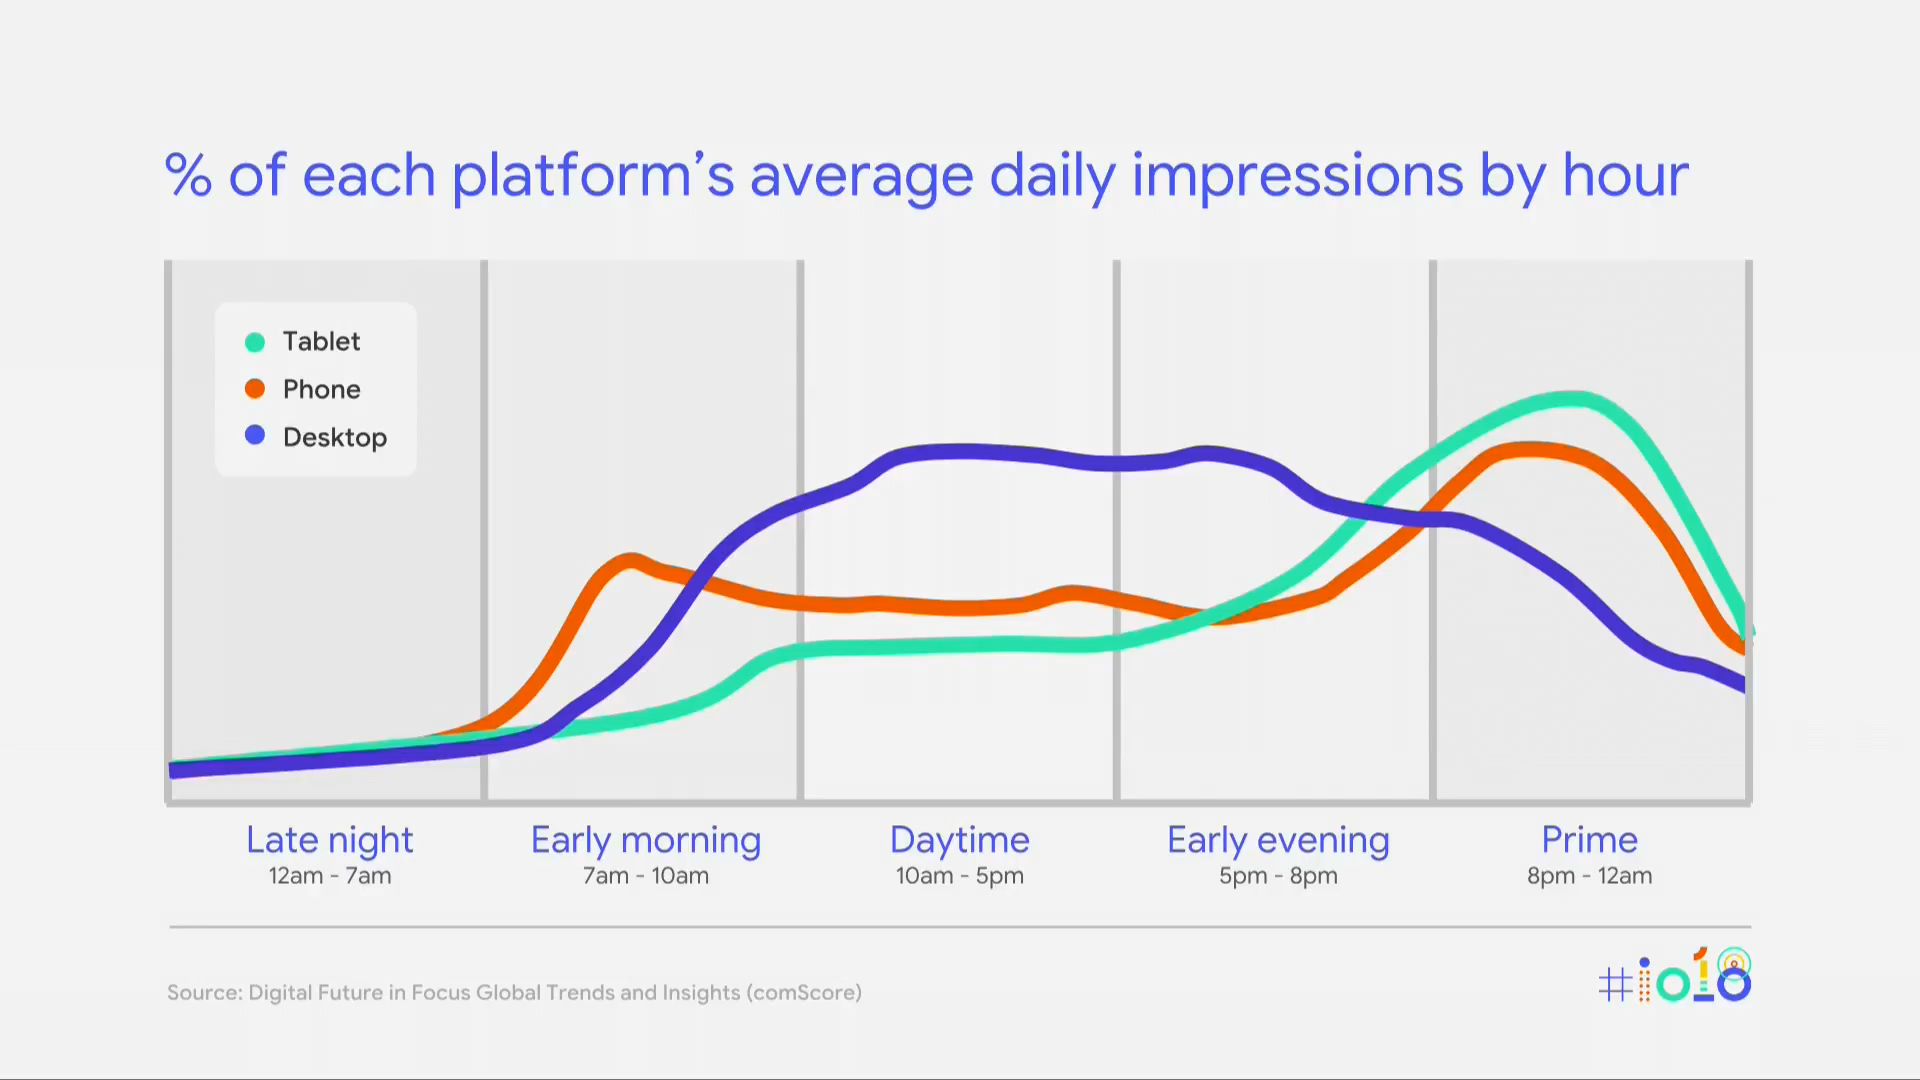 % of each platform’s average daily impressions by hour
Tablet
Phone
Desktop
Late night
12am - 7am
Early morning
7am - 10am
Daytime
10am - 5pm
Early evening
5pm - 8pm
Prime
8pm - 12am
Source: Digital Future in Focus Global Trends and Insights (comScore)
#io18